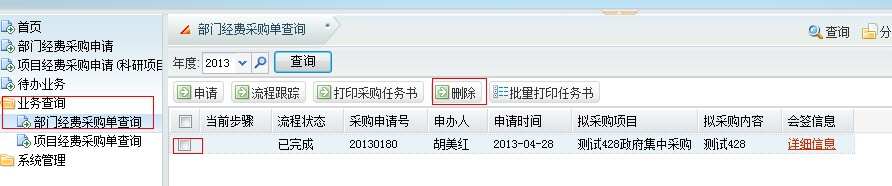 首页
部门经费采购申请
项目经费采购申请(科研项目
待办业务
业务查询
部门经费采购单查询
项目经费采购单查询
系统管理
部门经费采购单查询
查询 分
年度: 2013 查询
申请 流程跟踪 打印采购任务书 删除 批量打印任务书
当前步骤 流程状态 采购申请号 申办人 申请时间 拟采购项目 拟采购内容 会签信息
已完成 20130180 胡美红 2013-04-28 测试428政府集中采购 测试428 详细信息